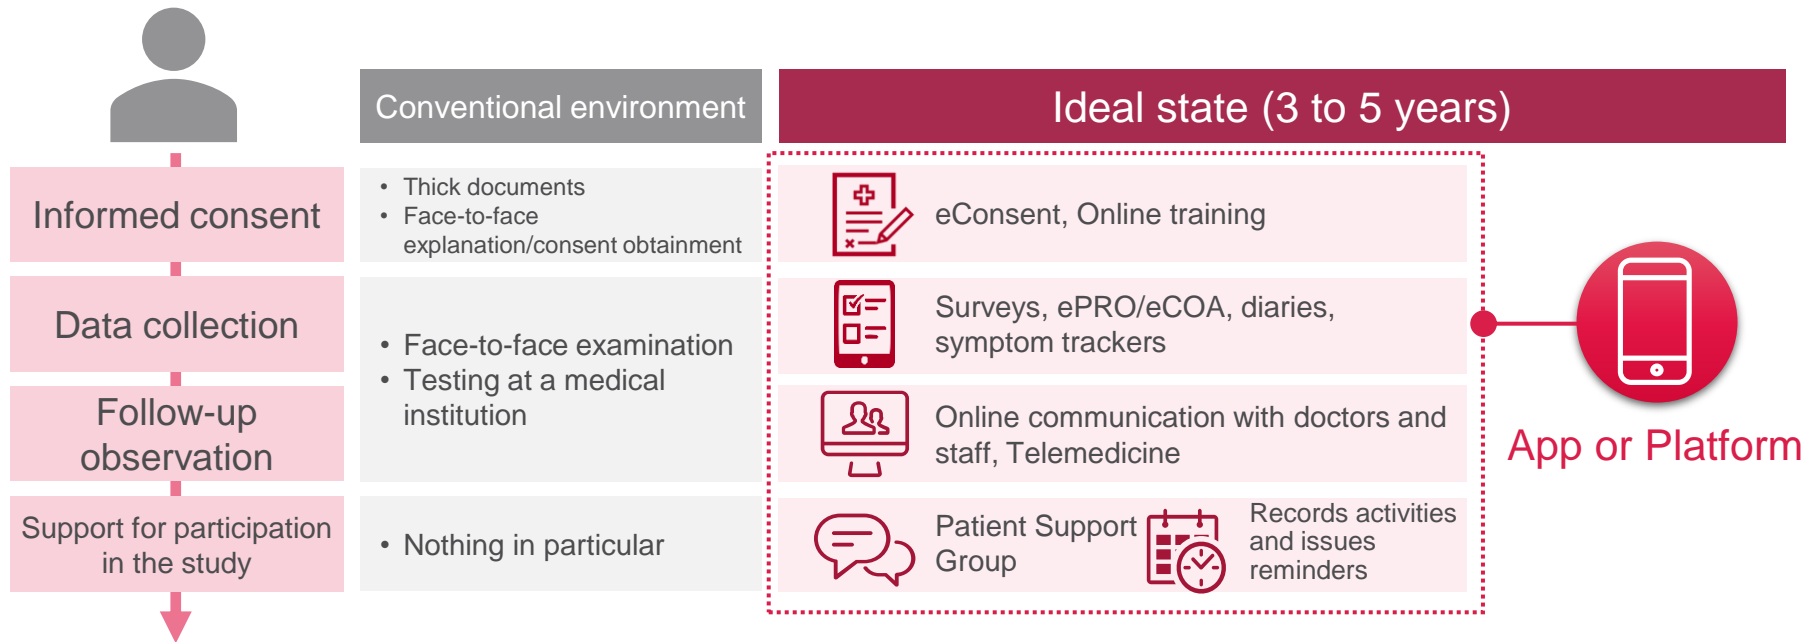 Conventional environment
Ideal state (3 to 5 years)
Informed consent
• Thick documents
• Face-to-face
explanation/consent obtainment
eConsent, Online training
Data collection
• Face-to-face examination
• Testing at a medical
institution
Surveys, ePRO/eCOA, diaries,
symptom trackers
Follow-up
observation
Online communication with doctors and
staff, Telemedicine
Support for participation
in the study
• Nothing in particular
Patient Support
Group
Records activities
and issues
reminders
App or Platform